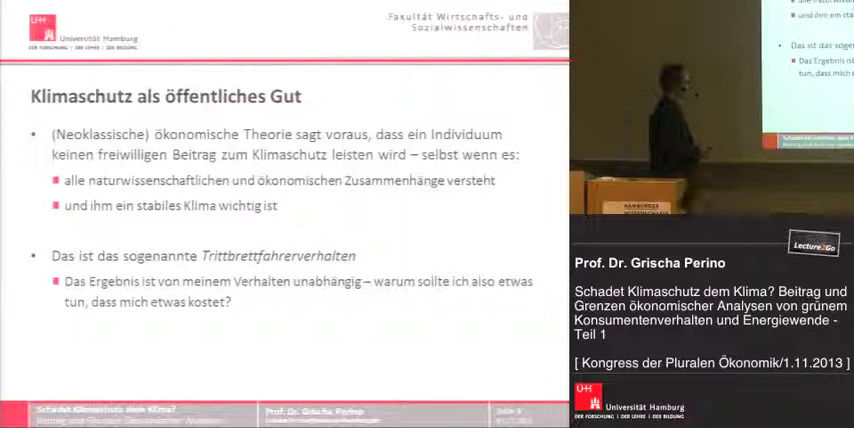 UH
Universität Hamburg
DER FORSCHUNG | DER LEHRE | DER BILDUNG
Fakultät Wirtschafts- und
Sozialwissenschaften
Klimaschutz als öffentliches Gut
• (Neoklassische) ökonomische Theorie sagt voraus, dass ein Individuum
keinen freiwilligen Beitrag zum Klimaschutz leisten wird – selbst wenn es:
alle naturwissenschaftlichen und ökonomischen Zusammenhänge versteht
und ihm ein stabiles Klima wichtig ist
• Das ist das sogenannte Trittbrettfahrerverhalten
Das Ergebnis ist von meinem Verhalten unabhängig – warum sollte ich also etwas
tun, dass mich etwas kostet?
Schadet Klimaschutz dem Klima?
Prof. Dr. Grischa Perino
und ihm ein sta
• Das ist das soge
Das Ergebnis ist
tun, dass mich e
HAMBURGER
Lecture2Go
Prof. Dr. Grischa Perino
Schadet Klimaschutz dem Klima? Beitrag und
Grenzen ökonomischer Analysen von grünem
Konsumentenverhalten und Energiewende -
Teil 1
[ Kongress der Pluralen Ökonomik/1.11.2013 ]
UH
Universität Hamburg
DER FORSCHUNG | DER LEHRE | DER BILDUNG